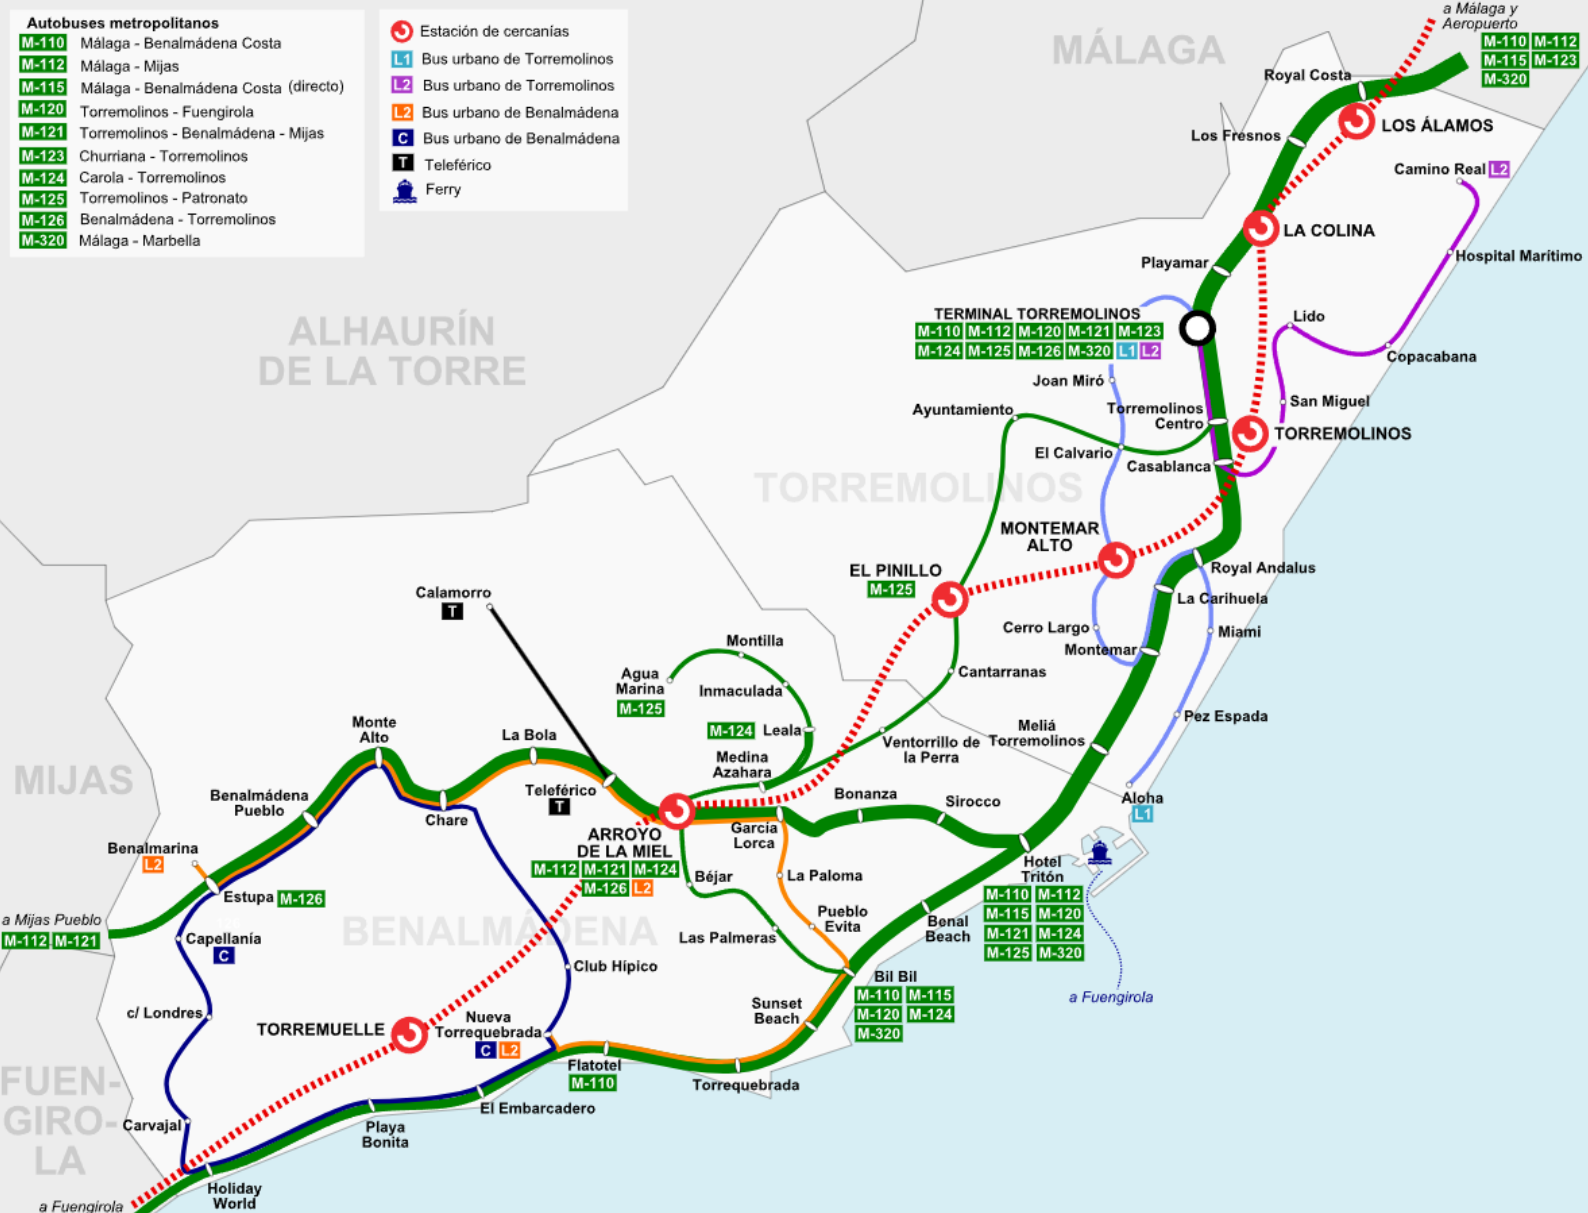 Autobuses metropolitanos
M-110 Málaga - Benalmádena Costa
M-112 Málaga - Mijas
M-115 Málaga - Benalmádena Costa (directo)
M-120 Torremolinos - Fuengirola
M-121 Torremolinos - Benalmádena - Mijas
M-123 Churriana - Torremolinos
M-124 Carola - Torremolinos
M-125 Torremolinos - Patronato
M-126 Benalmádena - Torremolinos
M-320 Málaga - Marbella
Estación de cercanías
L1 Bus urbano de Torremolinos
L2 Bus urbano de Torremolinos
L2 Bus urbano de Benalmádena
C Bus urbano de Benalmádena
T Teleférico
Ferry
a Málaga y
Aeropuerto
M-110 M-112
M-115 M-123
M-320
MÁLAGA
Royal Costa
LOS ÁLAMOS
Los Fresnos
Camino Real L2
LA COLINA
Hospital Marítimo
Playamar
TERMINAL TORREMOLINOS
M-110 M-112 M-120 M-121 M-123
M-124 M-125 M-126 M-320 L1 L2
Lido
Copacabana
ALHAURÍN
DE LA TORRE
Joan Miró
San Miguel
Ayuntamiento
Torremolinos
Centro
TORREMOLINOS
El Calvario
Casablanca
TORREMOLINOS
MONTEMAR
ALTO
EL PINILLO
M-125
Royal Andalus
La Carihuela
Calamorro
T
Cerro Largo
Miami
Montemar
Montilla
Cantarranas
Agua
Marina
M-125
Inmaculada
Pez Espada
M-124 Leala
Meliá
Torremolinos
Ventorrillo de
la Perra
Monte
Alto
La Bola
Medina
Azahara
MIJAS
Teleférico
T
Benalmádena
Pueblo
Chare
Bonanza
Sirocco
Aloha
L1
García
Lorca
ARROYO
DE LA MIEL
M-112 M-121 M-124
M-126 L2
Benalmarina
L2
Hotel
Tritón
M-110 M-112
M-115 M-120
M-121 M-124
M-125 M-320
Béjar
La Paloma
Estupa M-126
a Mijas Pueblo
M-112 M-121
Pueblo
Evita
Benal
Beach
BENALMÁDENA
Capellanía
C
Las Palmeras
Club Hípico
Bil Bil
M-110 M-115
M-120 M-124
M-320
a Fuengirola
c/ Londres
Sunset
Beach
TORREMUELLE
Nueva
Torrequebrada
C L2
Flatotel
M-110
Torrequebrada
FUEN-
GIRO-
LA
El Embarcadero
Carvajal
Playa
Bonita
Holiday
World
a Fuengirola